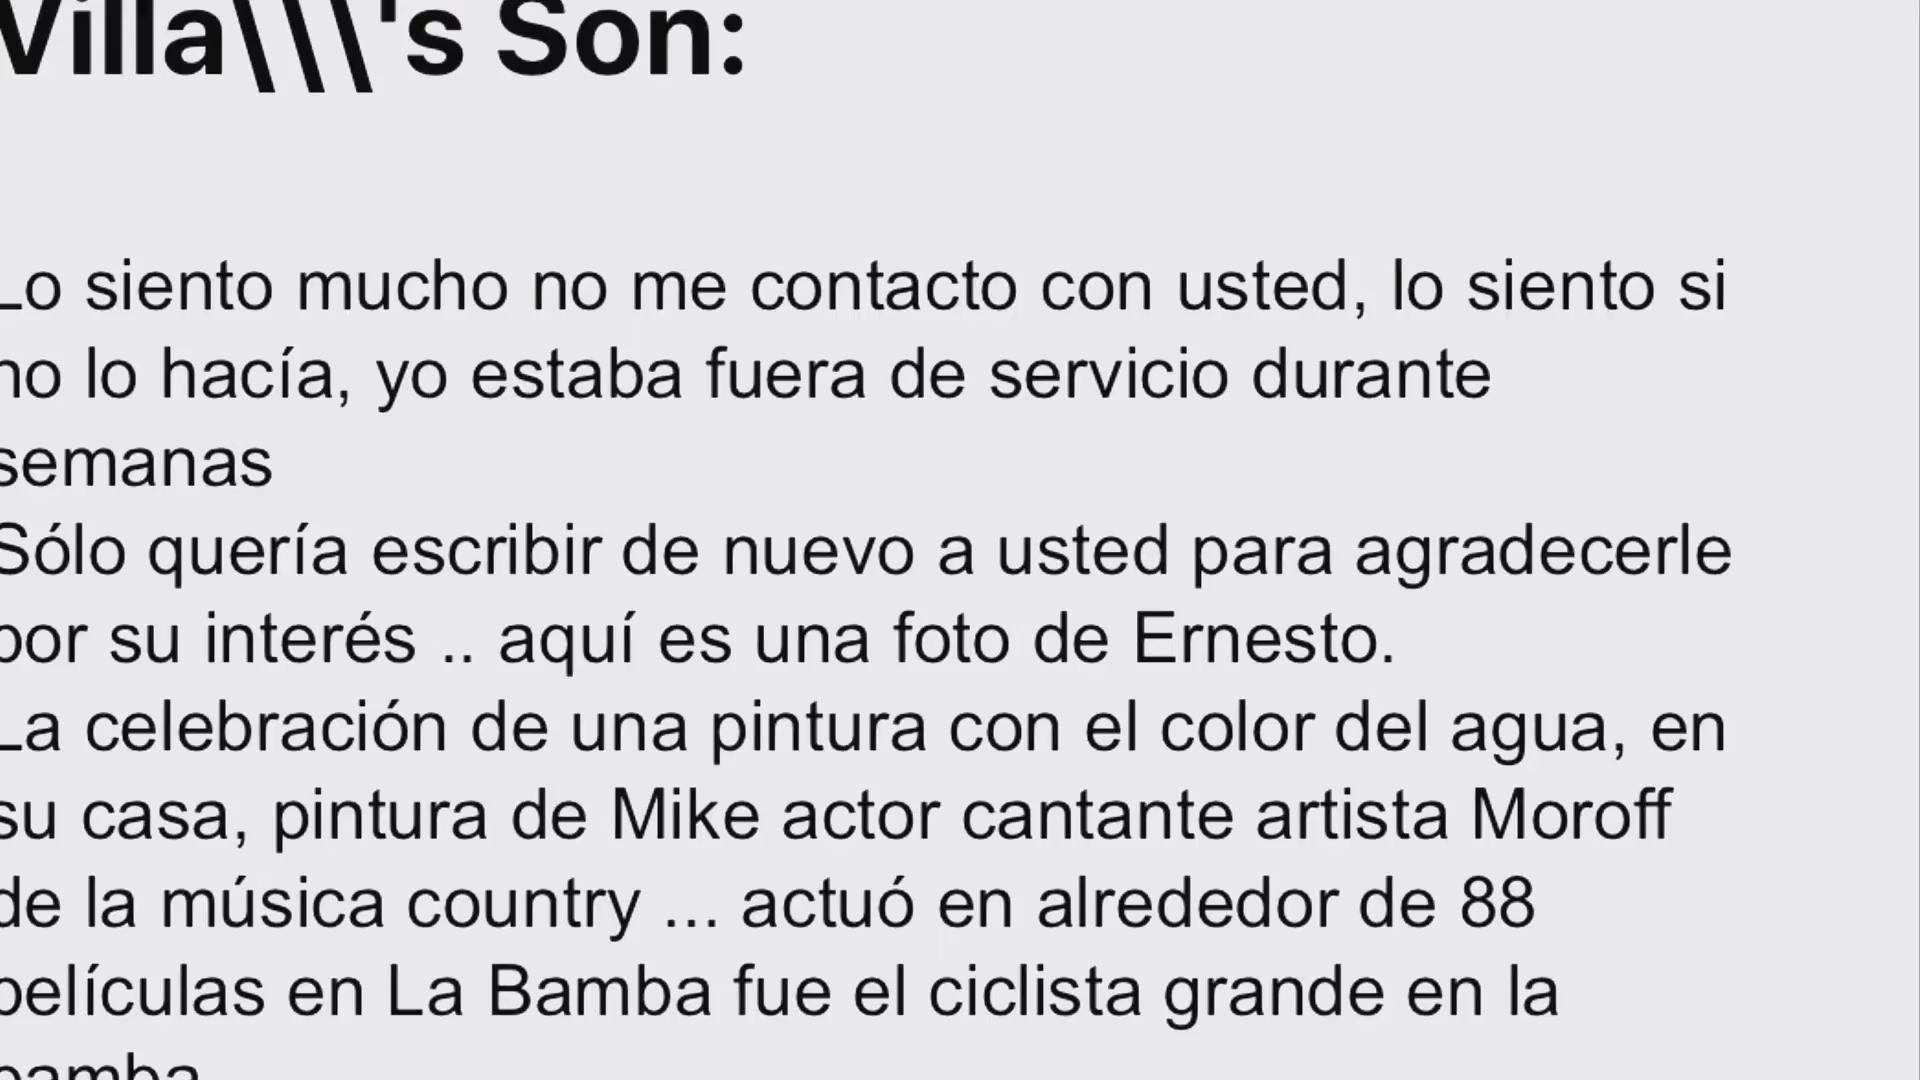 Villa\\\'s Son:
Lo siento mucho no me contacto con usted, lo siento si
no lo hacía, yo estaba fuera de servicio durante
semanas
Sólo quería escribir de nuevo a usted para agradecerle
por su interés .. aquí es una foto de Ernesto.
La celebración de una pintura con el color del agua, en
su casa, pintura de Mike actor cantante artista Moroff
de la música country ... actuó en alrededor de 88
películas en La Bamba fue el ciclista grande en la
bamba